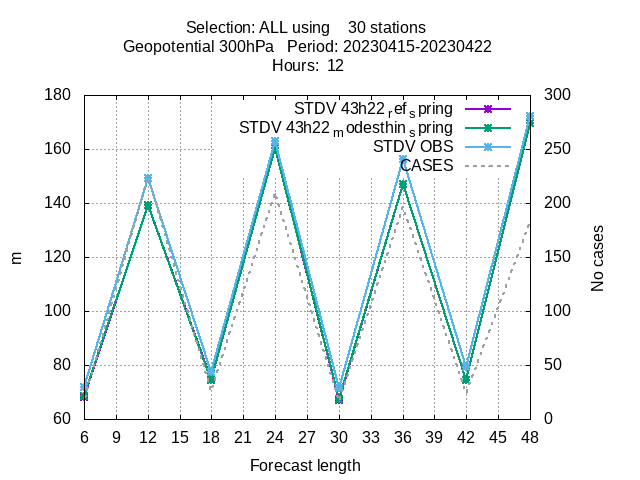 Selection: ALL using    30 stations
Geopotential 300hPa   Period: 20230415-20230422
Hours:  12
STDV 43h22 ref spring
STDV 43h22 modesthin spring
STDV OBS
CASES
180
160
140
120
100
80
60
m
300
250
200
150
100
50
0
No cases
6 9 12 15 18 21 24 27 30 33 36 39 42 45 48
Forecast length